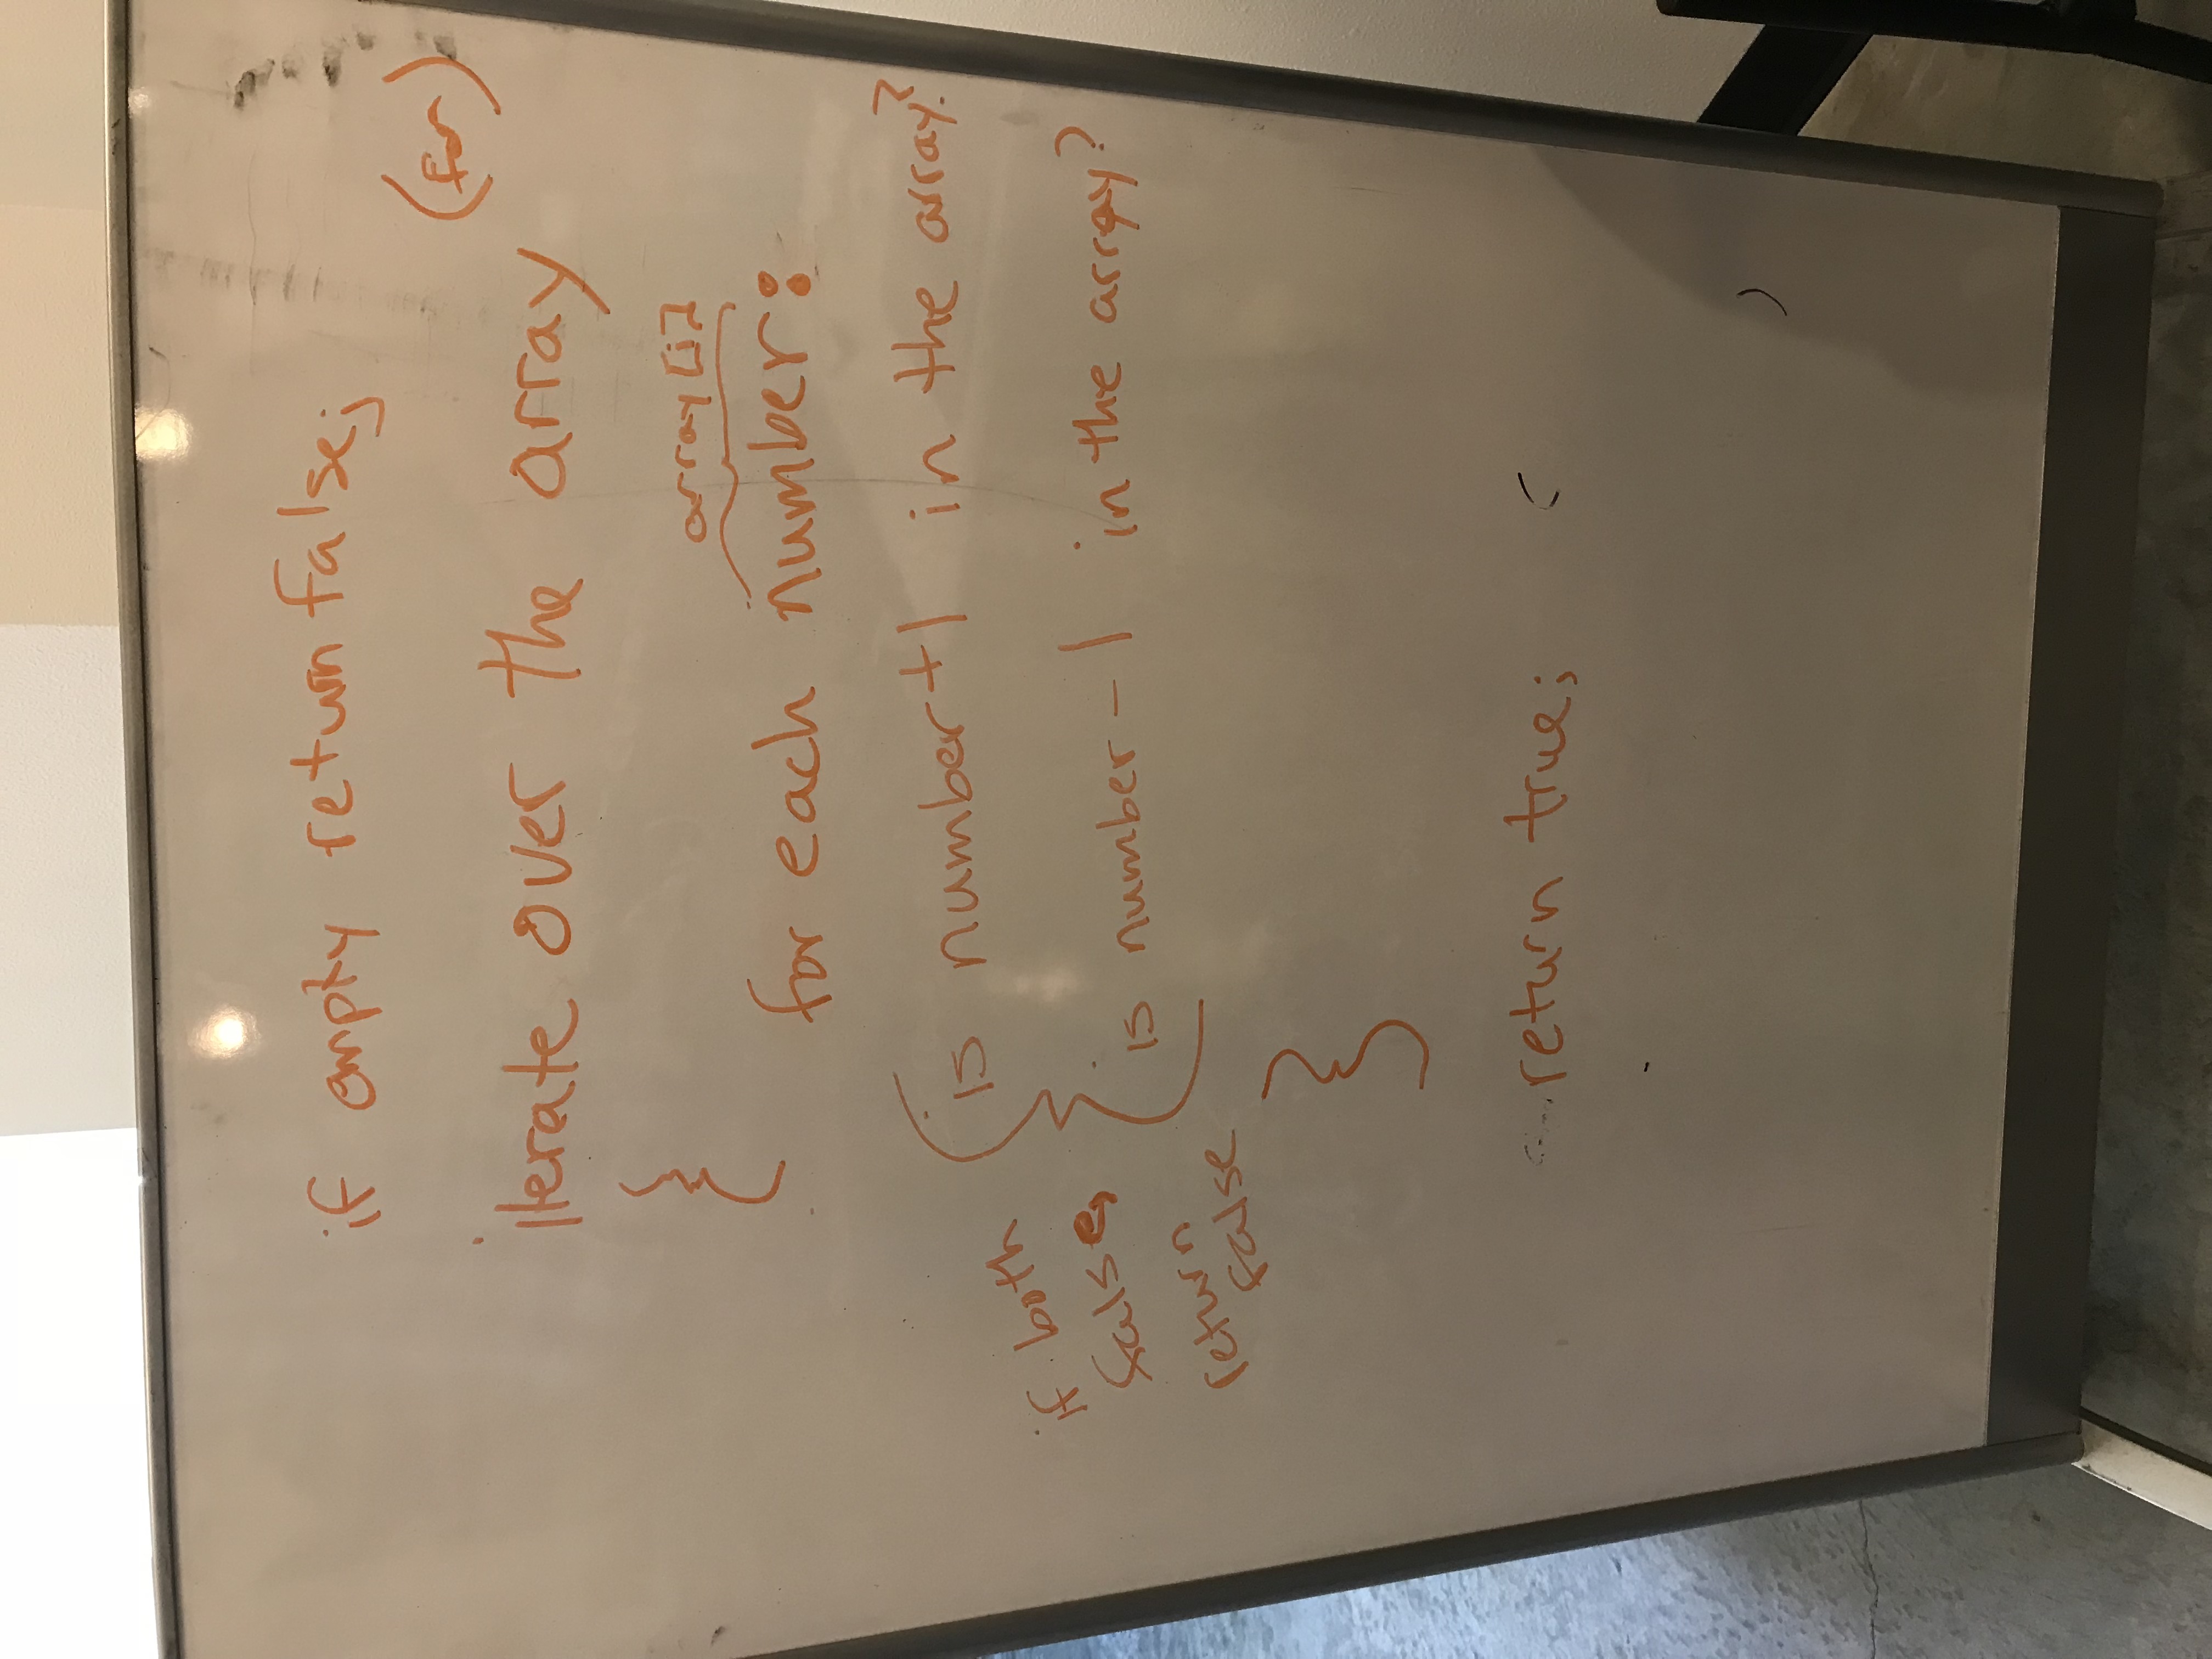 if empty return false;
(for)
iterate over the array
{
array[i]
for each number:
{ is number+1 in the array?
if both
false,
is number - 1 in the array?
return
false
}
return true;